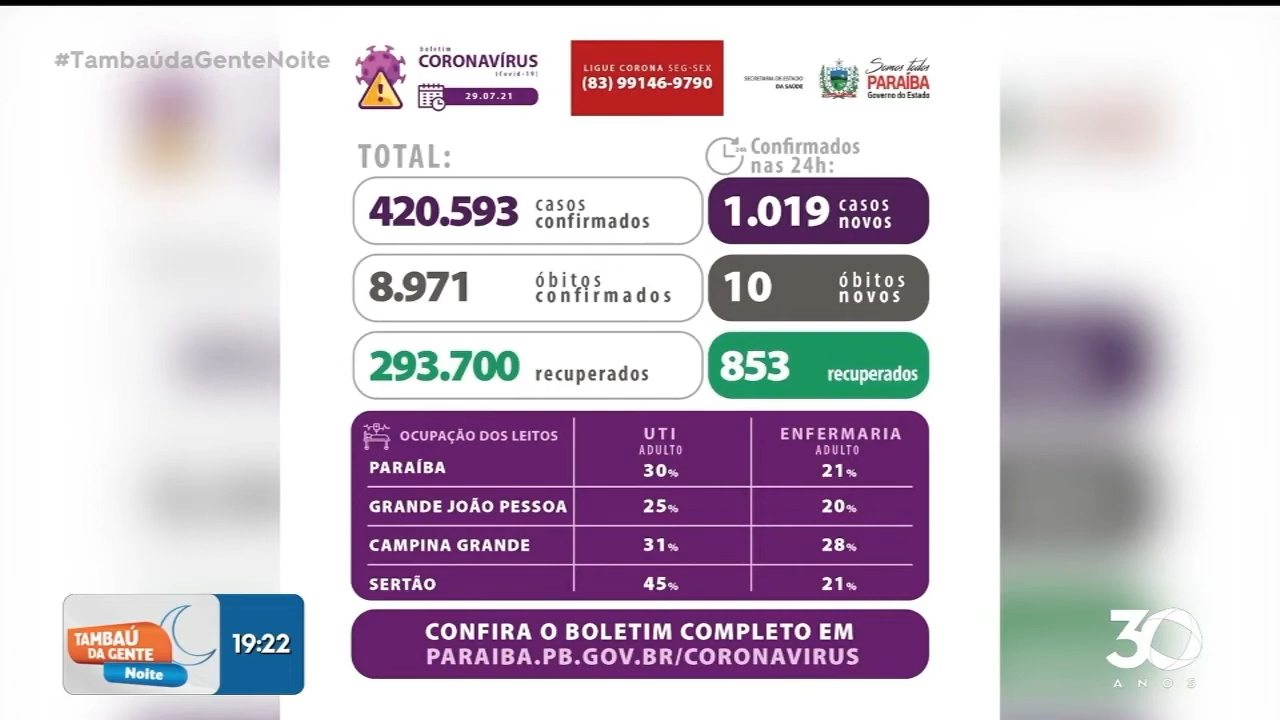 #TambaúdaGenteNoite
boletim
CORONAVÍRUS
(Covid-19)
29.07.21
LIGUE CORONA SEG-SEX
(83) 99146-9790
SECRETARIA DE ESTADO
DA SAÚDE
Somos todos
PARAÍBA
Governo do Estado
TOTAL:
24h
Confirmados
nas 24h:
420.593 casos confirmados
1.019 casos novos
8.971 óbitos confirmados
10 óbitos novos
293.700 recuperados
853 recuperados
OCUPAÇÃO DOS LEITOS UTI ADULTO ENFERMARIA ADULTO
PARAÍBA 30% 21%
GRANDE JOÃO PESSOA 25% 20%
CAMPINA GRANDE 31% 28%
SERTÃO 45% 21%
CONFIRA O BOLETIM COMPLETO EM
PARAIBA.PB.GOV.BR/CORONAVIRUS
TAMBAÚ
DA GENTE
Noite
19:22
30
ANOS